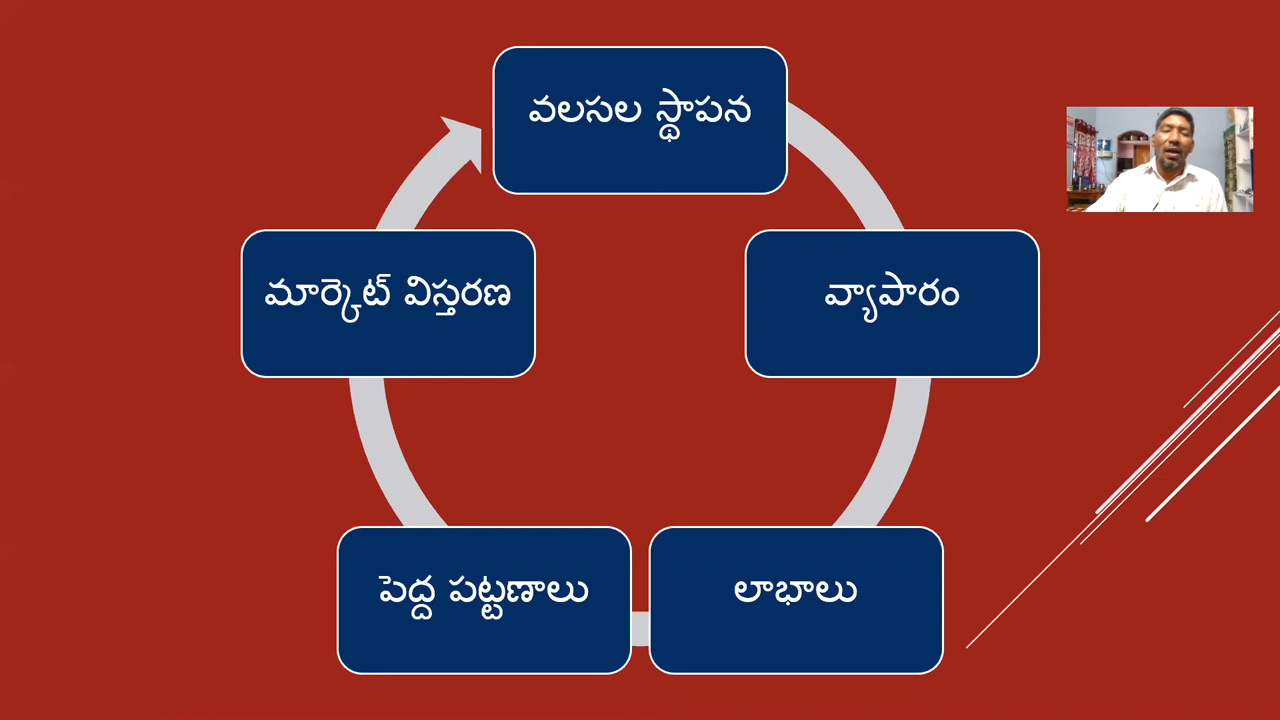 వలసల స్థాపన
వ్యాపారం
లాభాలు
పెద్ద పట్టణాలు
మార్కెట్ విస్తరణ